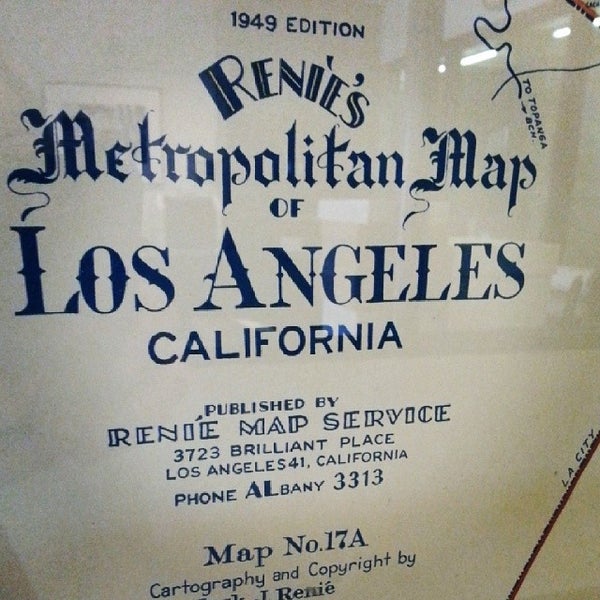 1949 EDITION
RENIE'S
Metropolitan Map
OF
LOS ANGELES
CALIFORNIA
PUBLISHED BY
RENIÉ MAP SERVICE
3723 BRILLIANT PLACE
LOS ANGELES 41, CALIFORNIA
PHONE ALBANY 3313
Map No.17A
Cartography and Copyright by
J. Renié
TO TOPANGA
BCH.
L.A. CITY